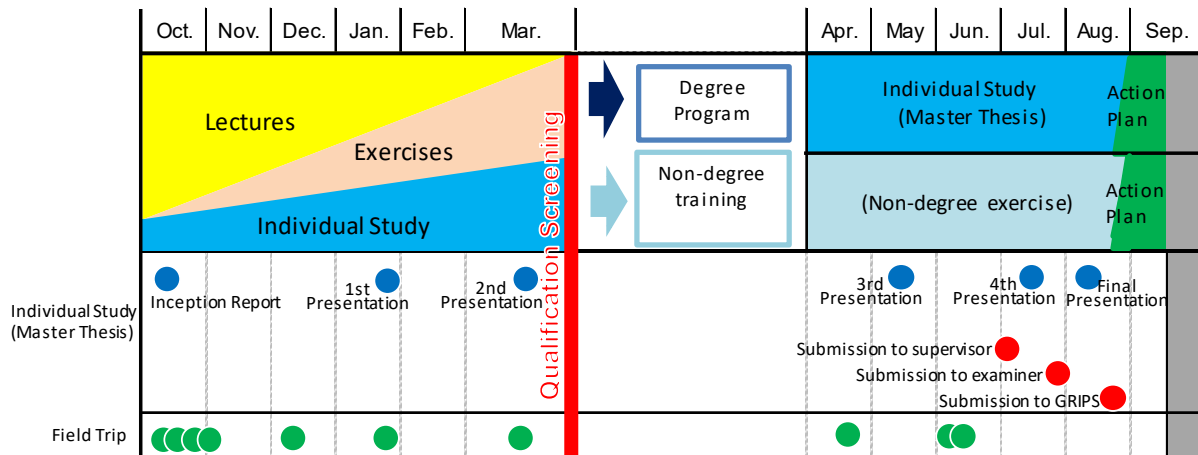 Oct. Nov. Dec. Jan. Feb. Mar. Apr. May Jun. Jul. Aug. Sep.
Lectures
Exercises
Individual Study
Qualification Screening
Degree
Program
Non-degree
training
Individual Study
(Master Thesis)
Action
Plan
(Non-degree exercise)
Action
Plan
Individual Study
(Master Thesis)
Inception Report
1st
Presentation
2nd
Presentation
3rd
Presentation
4th
Presentation
Final
Presentation
Submission to supervisor
Submission to examiner
Submission to GRIPS
Field Trip